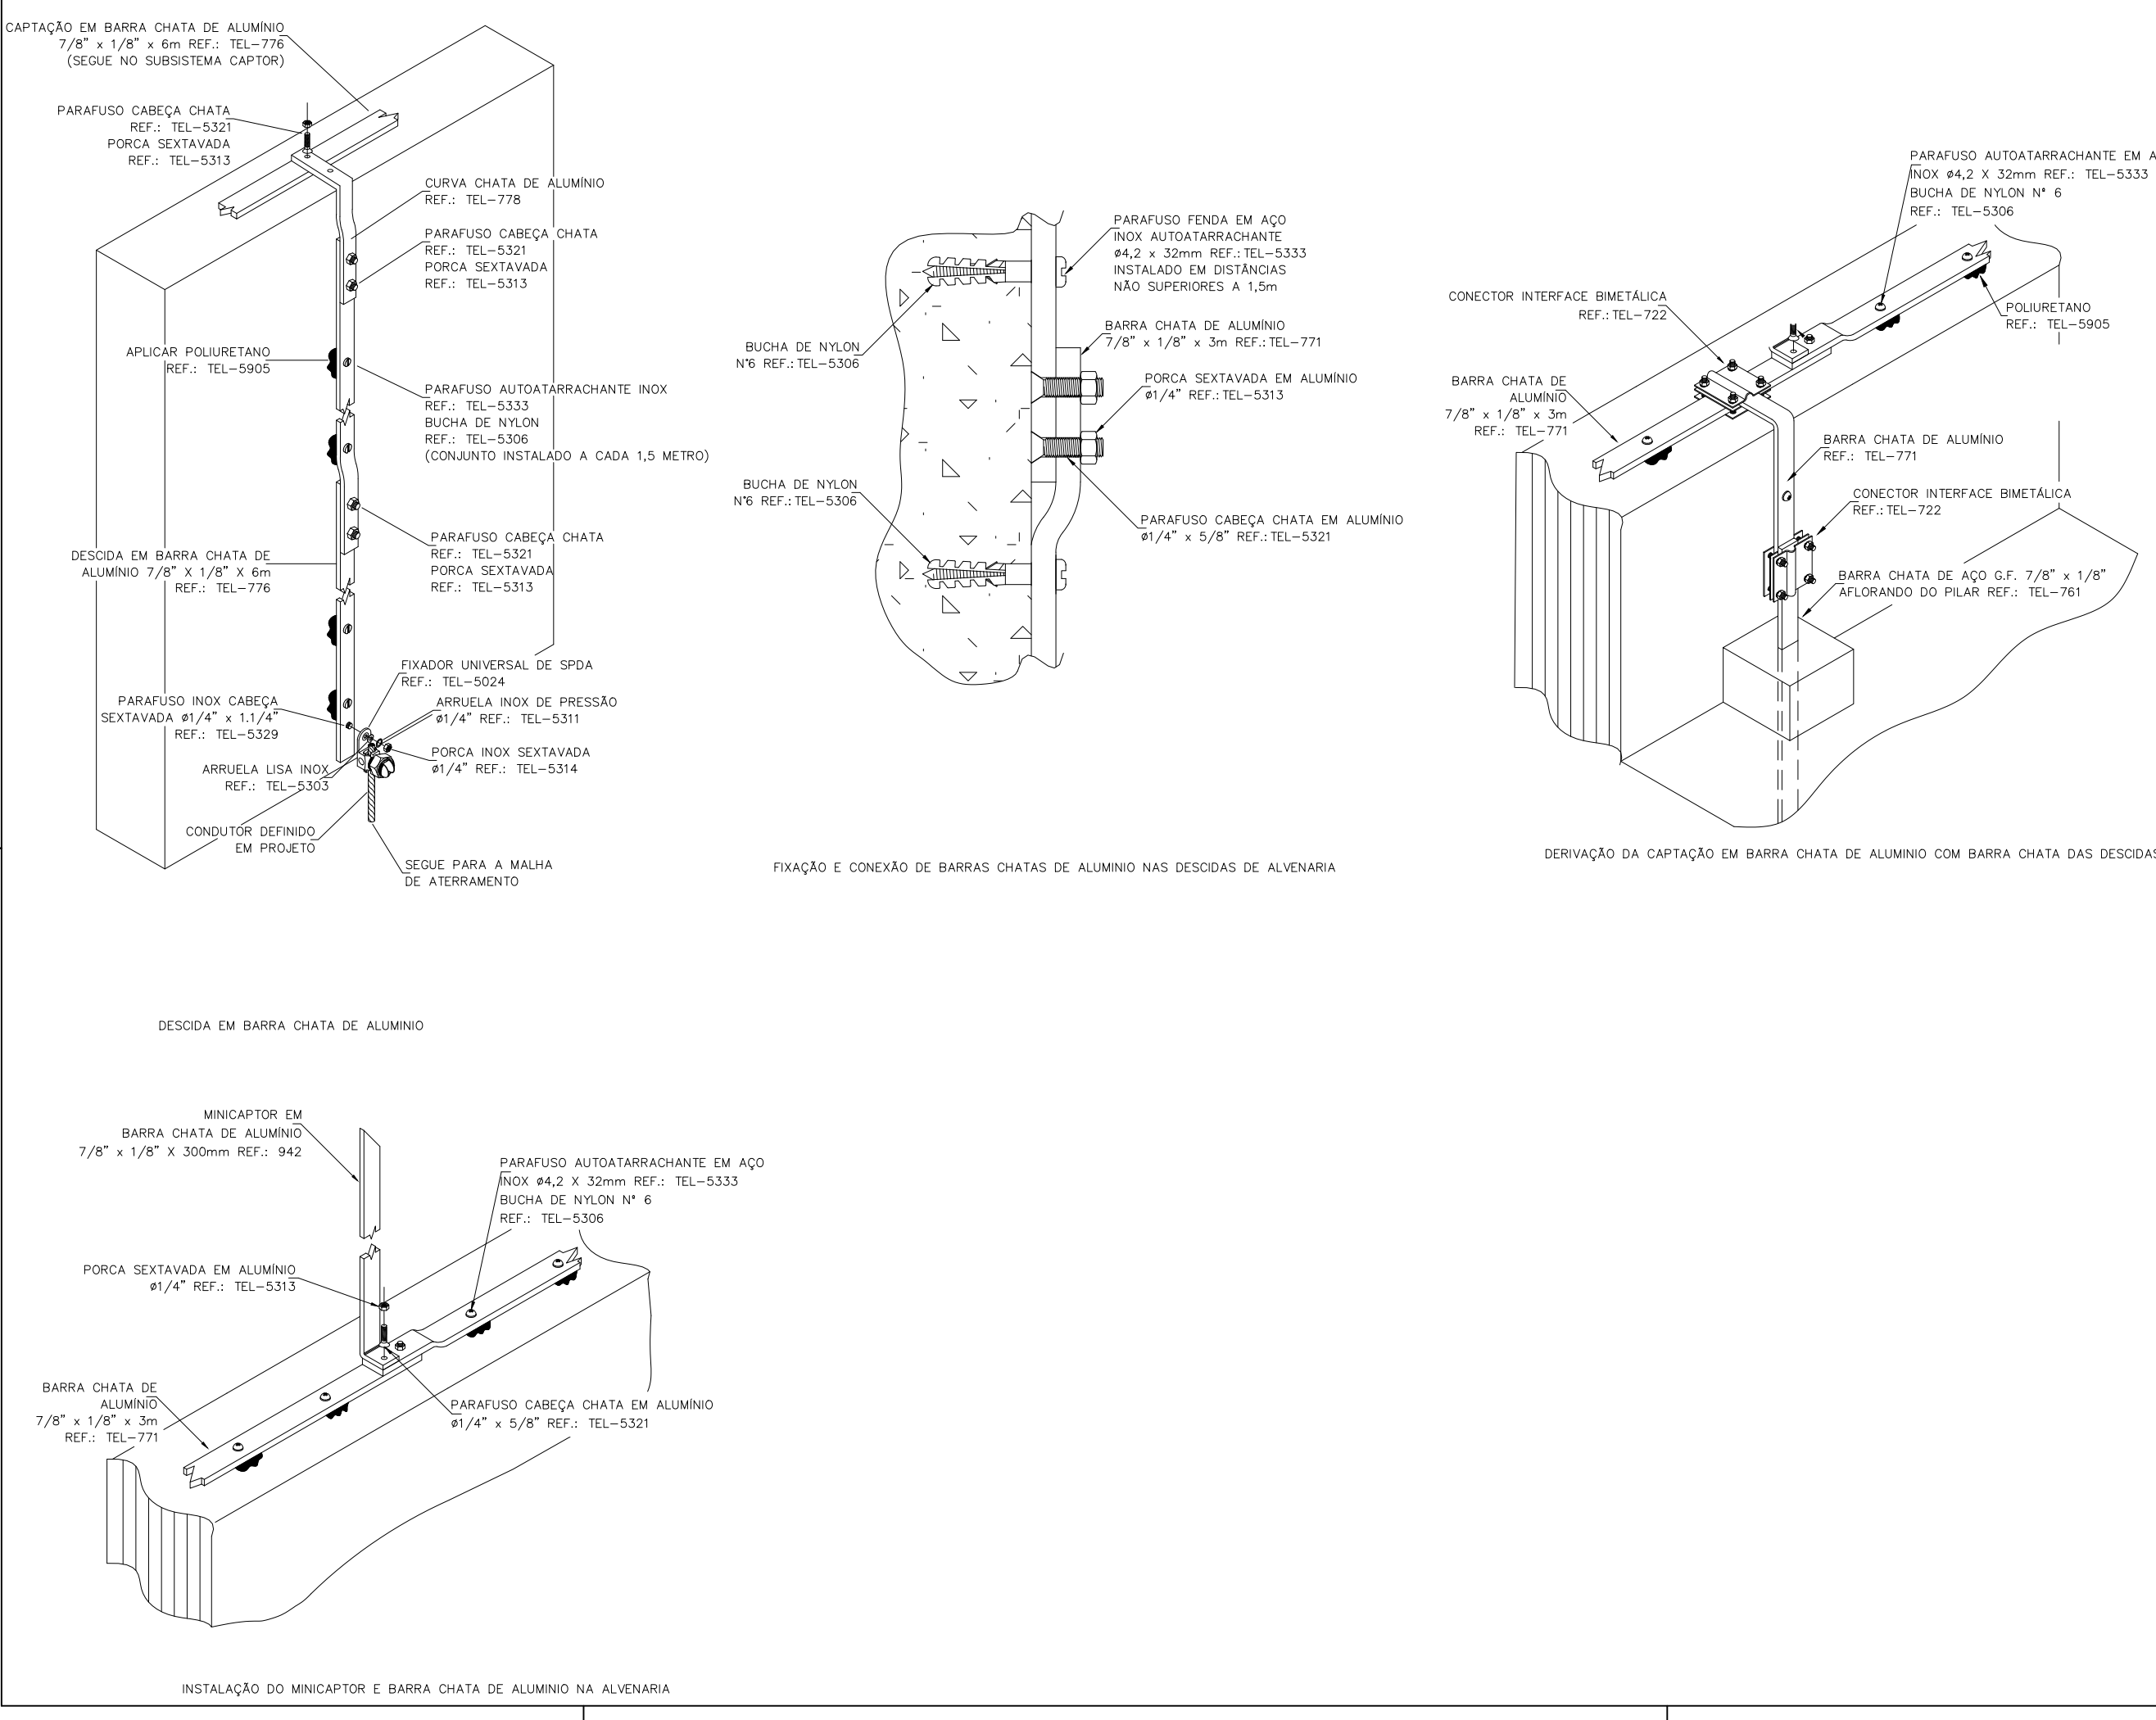 CAPTAÇÃO EM BARRA CHATA DE ALUMÍNIO
7/8" x 1/8" x 6m REF.: TEL-776
(SEGUE NO SUBSISTEMA CAPTOR)
PARAFUSO CABEÇA CHATA
REF.: TEL-5321
PORCA SEXTAVADA
REF.: TEL-5313
CURVA CHATA DE ALUMÍNIO
REF.: TEL-778
PARAFUSO CABEÇA CHATA
REF.: TEL-5321
PORCA SEXTAVADA
REF.: TEL-5313
APLICAR POLIURETANO
REF.: TEL-5905
PARAFUSO AUTOATARRACHANTE INOX
REF.: TEL-5333
BUCHA DE NYLON
REF.: TEL-5306
(CONJUNTO INSTALADO A CADA 1,5 METRO)
DESCIDA EM BARRA CHATA DE
ALUMÍNIO 7/8" X 1/8" X 6m
REF.: TEL-776
PARAFUSO CABEÇA CHATA
REF.: TEL-5321
PORCA SEXTAVADA
REF.: TEL-5313
FIXADOR UNIVERSAL DE SPDA
REF.: TEL-5024
PARAFUSO INOX CABEÇA
SEXTAVADA ø1/4" x 1.1/4"
REF.: TEL-5329
ARRUELA INOX DE PRESSÃO
ø1/4" REF.: TEL-5311
PORCA INOX SEXTAVADA
ø1/4" REF.: TEL-5314
ARRUELA LISA INOX
REF.: TEL-5303
CONDUTOR DEFINIDO
EM PROJETO
SEGUE PARA A MALHA
DE ATERRAMENTO
DESCIDA EM BARRA CHATA DE ALUMINIO
PARAFUSO FENDA EM AÇO
INOX AUTOATARRACHANTE
ø4,2 x 32mm REF.:TEL-5333
INSTALADO EM DISTÂNCIAS
NÃO SUPERIORES A 1,5m
BARRA CHATA DE ALUMÍNIO
7/8" x 1/8" x 3m REF.:TEL-771
BUCHA DE NYLON
N°6 REF.:TEL-5306
PORCA SEXTAVADA EM ALUMÍNIO
ø1/4" REF.:TEL-5313
BUCHA DE NYLON
N°6 REF.:TEL-5306
PARAFUSO CABEÇA CHATA EM ALUMÍNIO
ø1/4" x 5/8" REF.:TEL-5321
FIXAÇÃO E CONEXÃO DE BARRAS CHATAS DE ALUMINIO NAS DESCIDAS DE ALVENARIA
PARAFUSO AUTOATARRACHANTE EM A
INOX ø4,2 X 32mm REF.: TEL-5333
BUCHA DE NYLON N° 6
REF.: TEL-5306
CONECTOR INTERFACE BIMETÁLICA
REF.:TEL-722
POLIURETANO
REF.: TEL-5905
BARRA CHATA DE
ALUMÍNIO
7/8" x 1/8" x 3m
REF.: TEL-771
BARRA CHATA DE ALUMÍNIO
REF.: TEL-771
CONECTOR INTERFACE BIMETÁLICA
REF.:TEL-722
BARRA CHATA DE AÇO G.F. 7/8" x 1/8"
AFLORANDO DO PILAR REF.: TEL-761
DERIVAÇÃO DA CAPTAÇÃO EM BARRA CHATA DE ALUMINIO COM BARRA CHATA DAS DESCIDAS
MINICAPTOR EM
BARRA CHATA DE ALUMÍNIO
7/8" x 1/8" X 300mm REF.: 942
PARAFUSO AUTOATARRACHANTE EM AÇO
INOX ø4,2 X 32mm REF.: TEL-5333
BUCHA DE NYLON N° 6
REF.: TEL-5306
PORCA SEXTAVADA EM ALUMÍNIO
ø1/4" REF.: TEL-5313
BARRA CHATA DE
ALUMÍNIO
7/8" x 1/8" x 3m
REF.: TEL-771
PARAFUSO CABEÇA CHATA EM ALUMÍNIO
ø1/4" x 5/8" REF.: TEL-5321
INSTALAÇÃO DO MINICAPTOR E BARRA CHATA DE ALUMINIO NA ALVENARIA